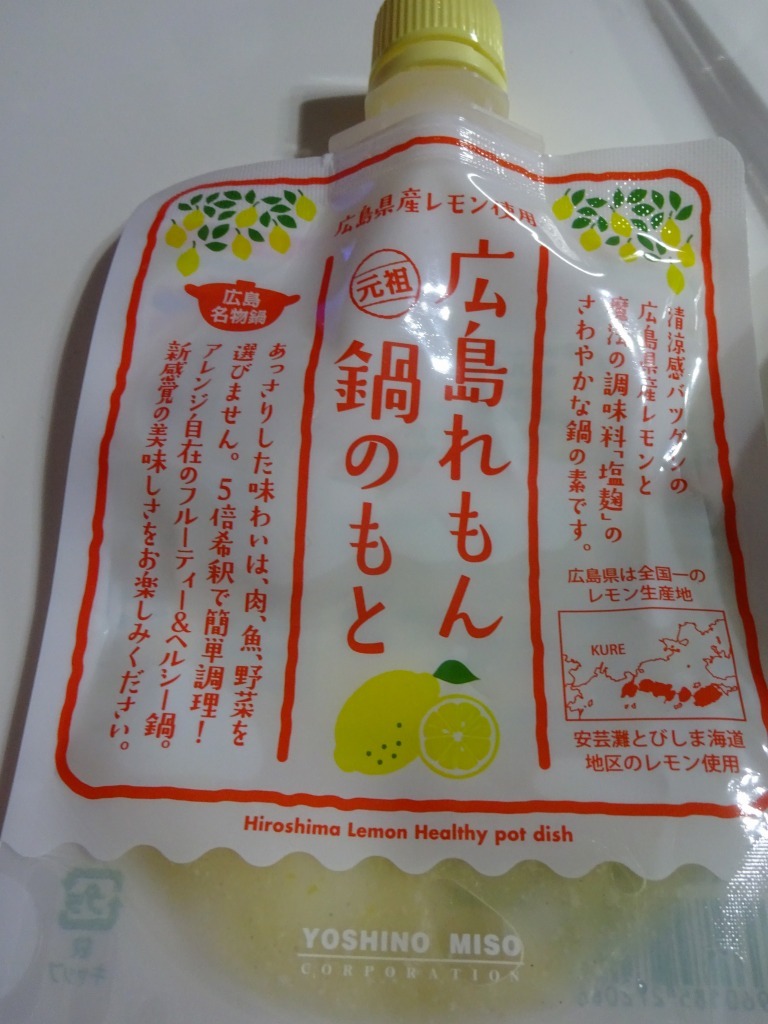 広島県産レモン使用
元祖
広島れもん
鍋のもと
清涼感バツグンの
広島県産レモンと
魔法の調味料「塩麹」の
さわやかな鍋の素です。
広島県は全国一の
レモン生産地
KURE
安芸灘とびしま海道
地区のレモン使用
広島
名物鍋
あっさりした味わいは、肉、魚、野菜を
選びません。5倍希釈で簡単調理!
アレンジ自在のフルーティー&ヘルシー鍋。
新感覚の美味しさをお楽しみください。
Hiroshima Lemon Healthy pot dish
YOSHINO MISO
CORPORATION